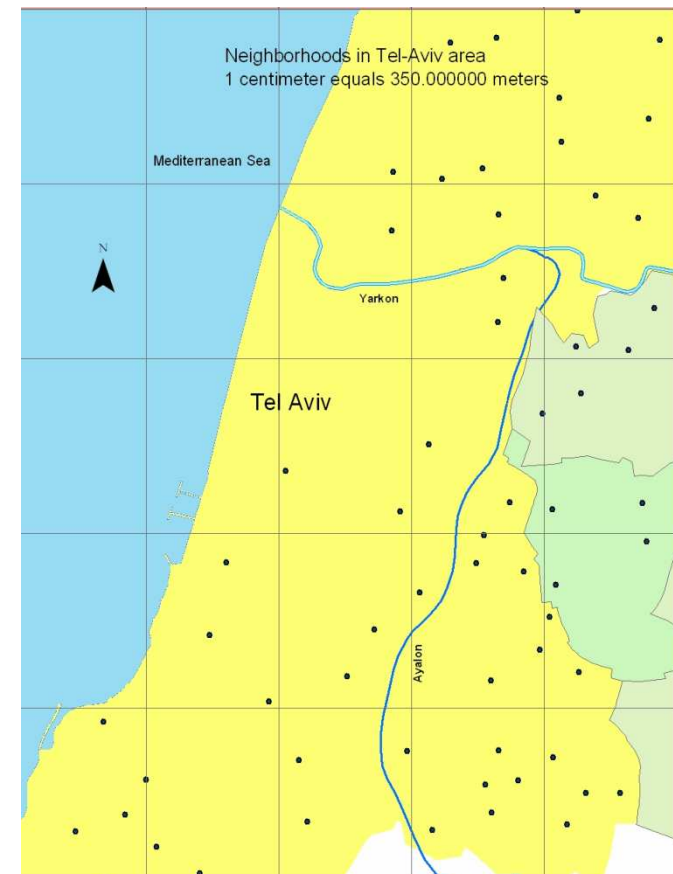 Neighborhoods in Tel-Aviv area
1 centimeter equals 350.000000 meters
Mediterranean Sea
N
Yarkon
Tel Aviv
Ayalon